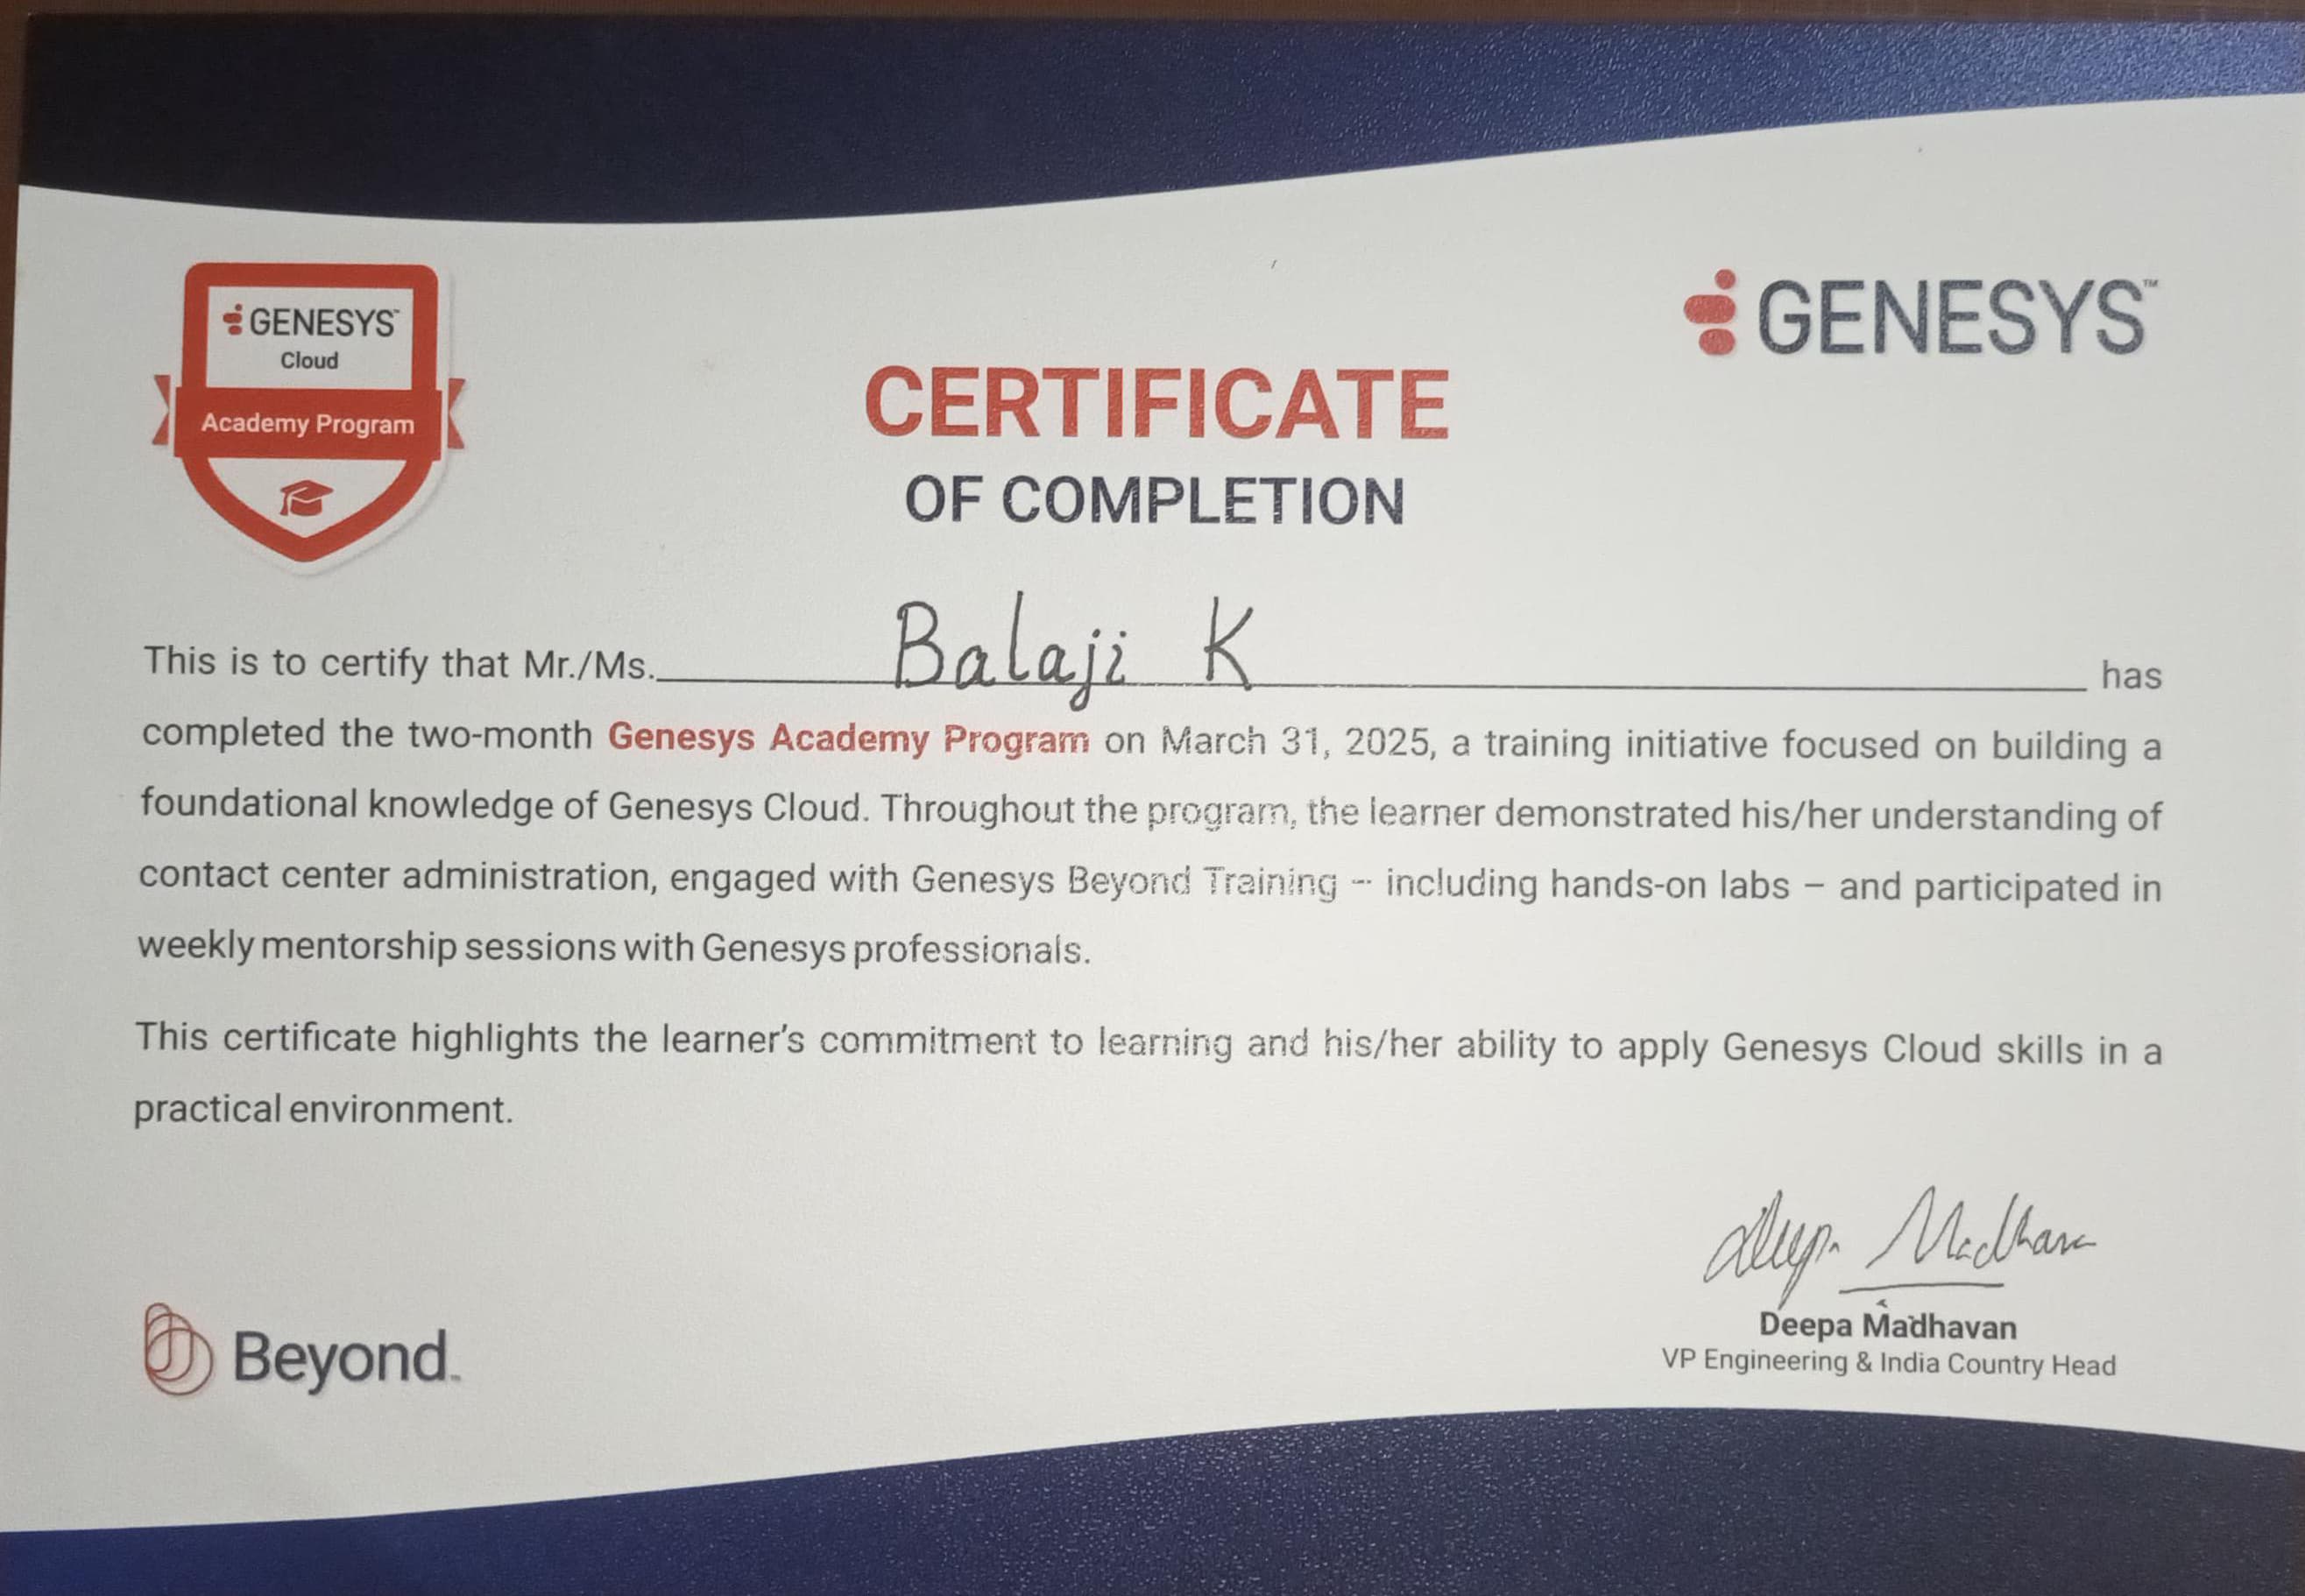 GENESYS™
Cloud
Academy Program
GENESYS™
CERTIFICATE
OF COMPLETION
This is to certify that Mr./Ms. Balaji K has
completed the two-month Genesys Academy Program on March 31, 2025, a training initiative focused on building a
foundational knowledge of Genesys Cloud. Throughout the program, the learner demonstrated his/her understanding of
contact center administration, engaged with Genesys Beyond Training – including hands-on labs – and participated in
weekly mentorship sessions with Genesys professionals.
This certificate highlights the learner's commitment to learning and his/her ability to apply Genesys Cloud skills in a
practical environment.
Deepa Madhavan
Deepa Madhavan
VP Engineering & India Country Head
Beyond